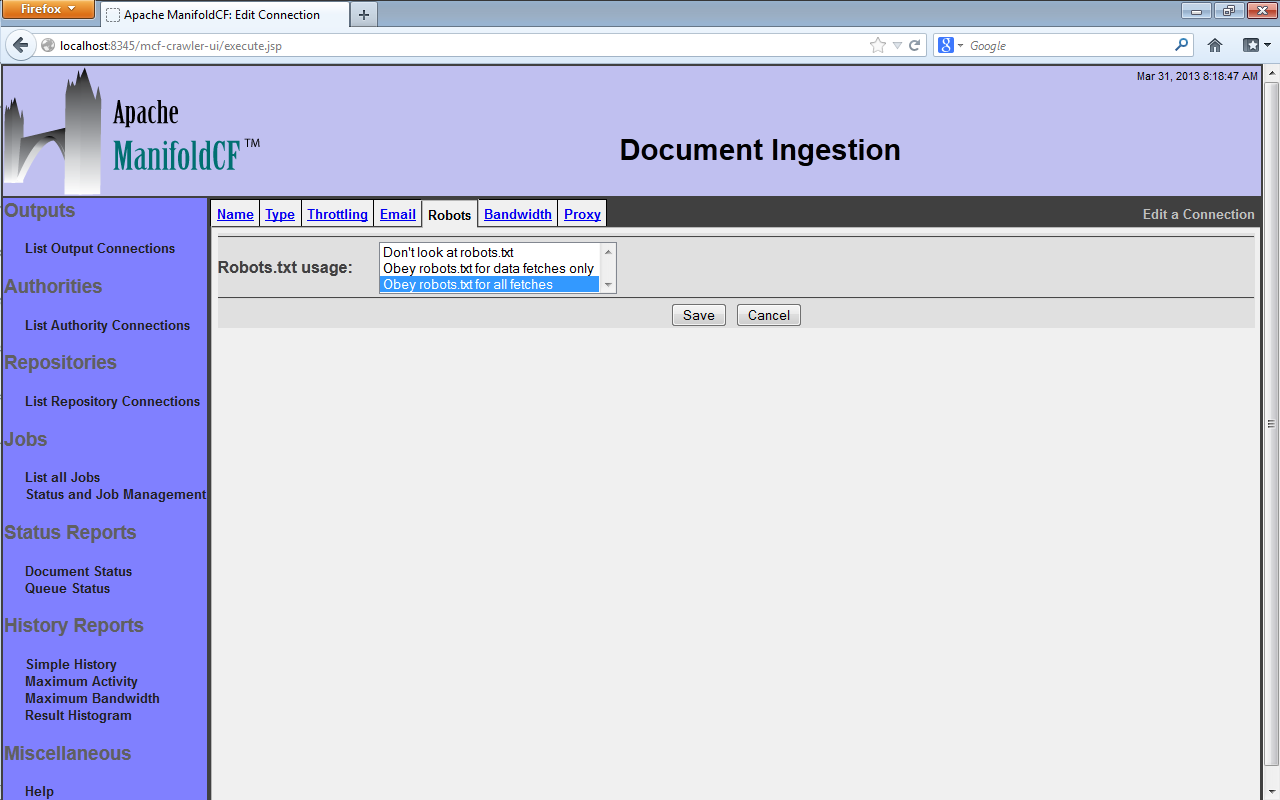 Firefox
Apache ManifoldCF: Edit Connection
localhost:8345/mcf-crawler-ui/execute.jsp
Google
Mar 31, 2013 8:18:47 AM
Apache
ManifoldCF™
Document Ingestion
Outputs
List Output Connections
Authorities
List Authority Connections
Repositories
List Repository Connections
Jobs
List all Jobs
Status and Job Management
Status Reports
Document Status
Queue Status
History Reports
Simple History
Maximum Activity
Maximum Bandwidth
Result Histogram
Miscellaneous
Help
Name Type Throttling Email Robots Bandwidth Proxy Edit a Connection
Robots.txt usage:
Don't look at robots.txt
Obey robots.txt for data fetches only
Obey robots.txt for all fetches
Save Cancel